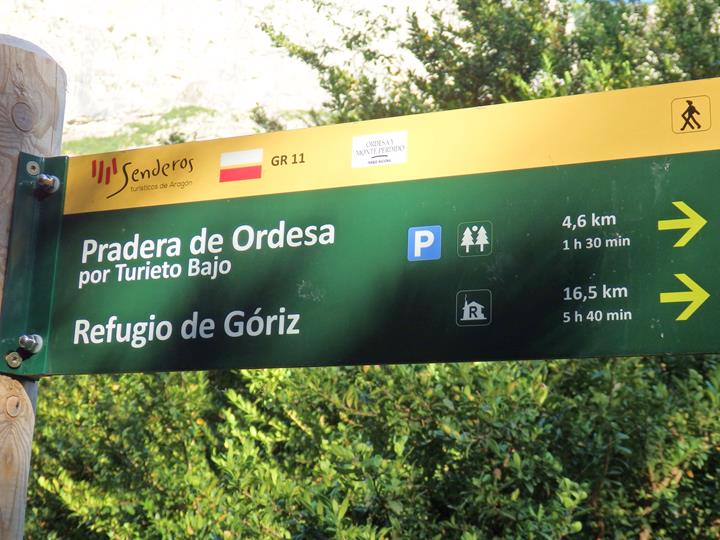 Senderos
turísticos de Aragón
GR 11
ORDESA Y
MONTE PERDIDO
Pradera de Ordesa
por Turieto Bajo
P
4,6 km
1 h 30 min
Refugio de Góriz
R
16,5 km
5 h 40 min